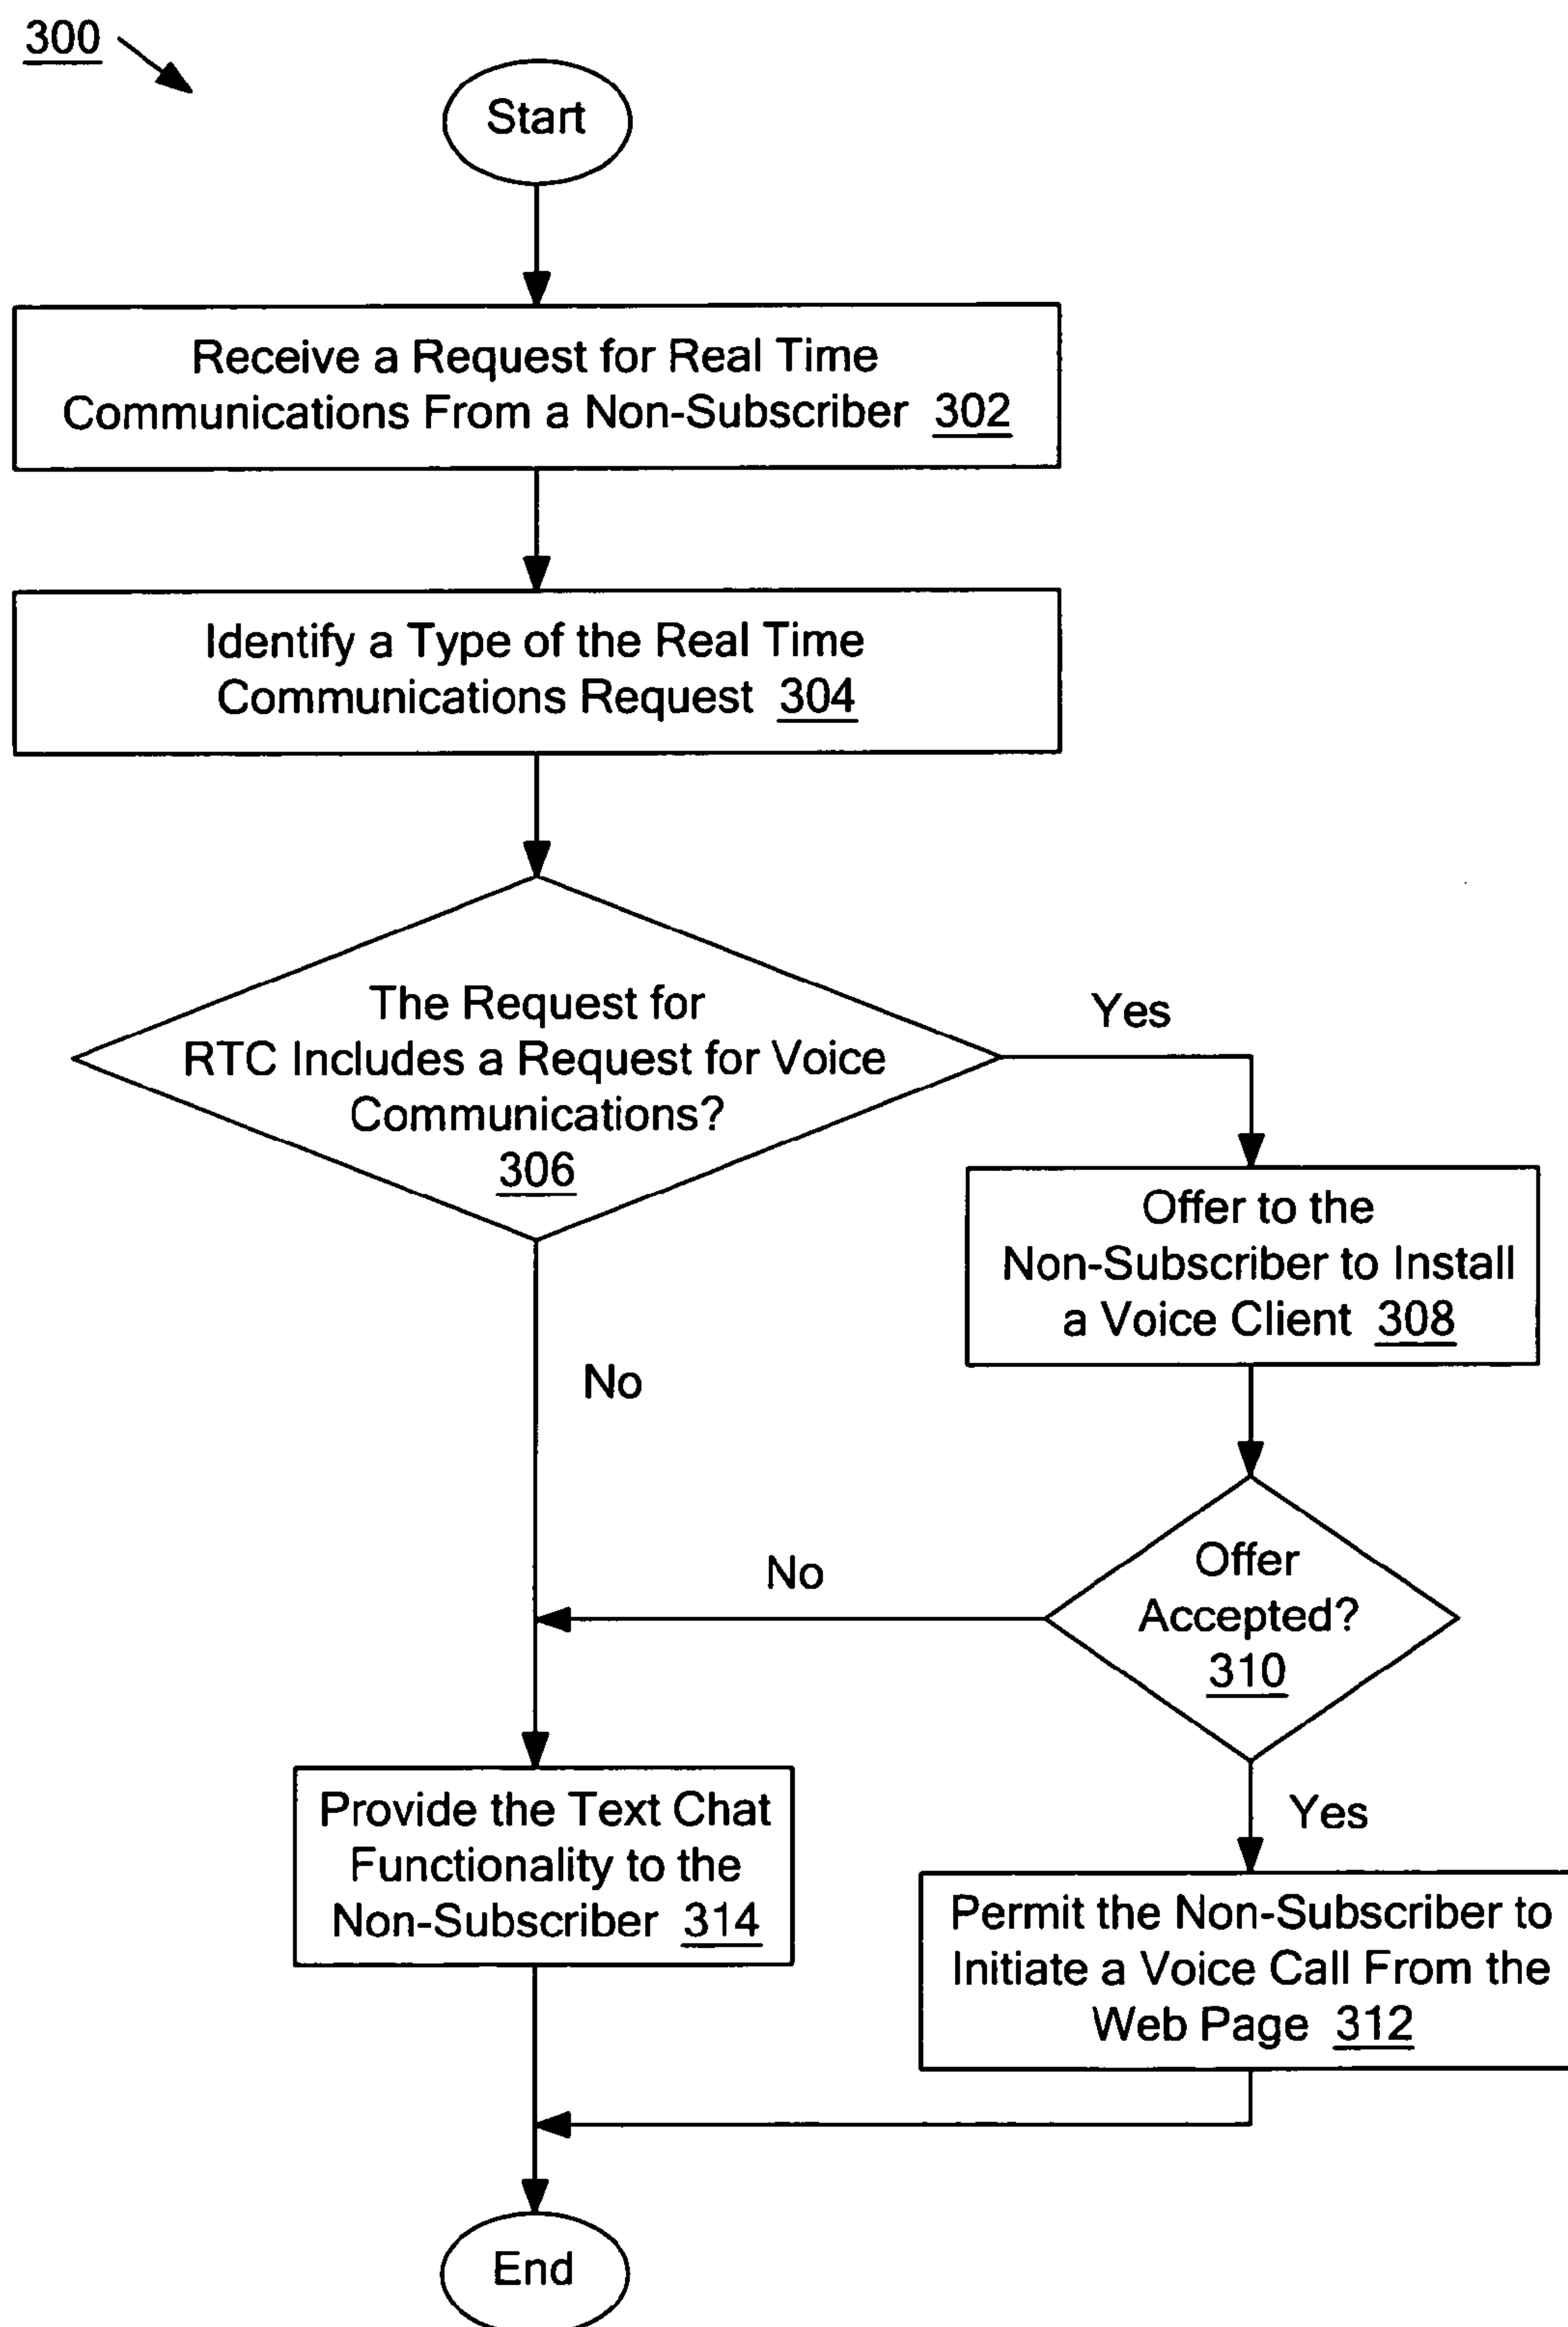 300
Start
Receive a Request for Real Time
Communications From a Non-Subscriber 302
Identify a Type of the Real Time
Communications Request 304
The Request for
RTC Includes a Request for Voice
Communications?
306
Yes
Offer to the
Non-Subscriber to Install
a Voice Client 308
No
Offer
Accepted?
310
No
Yes
Provide the Text Chat
Functionality to the
Non-Subscriber 314
Permit the Non-Subscriber to
Initiate a Voice Call From the
Web Page 312
End